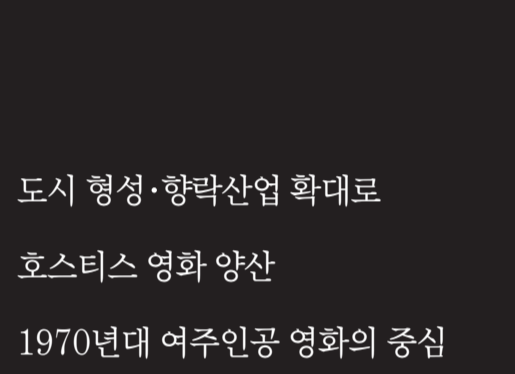 도시 형성·향락산업 확대로
호스티스 영화 양산
1970년대 여주인공 영화의 중심